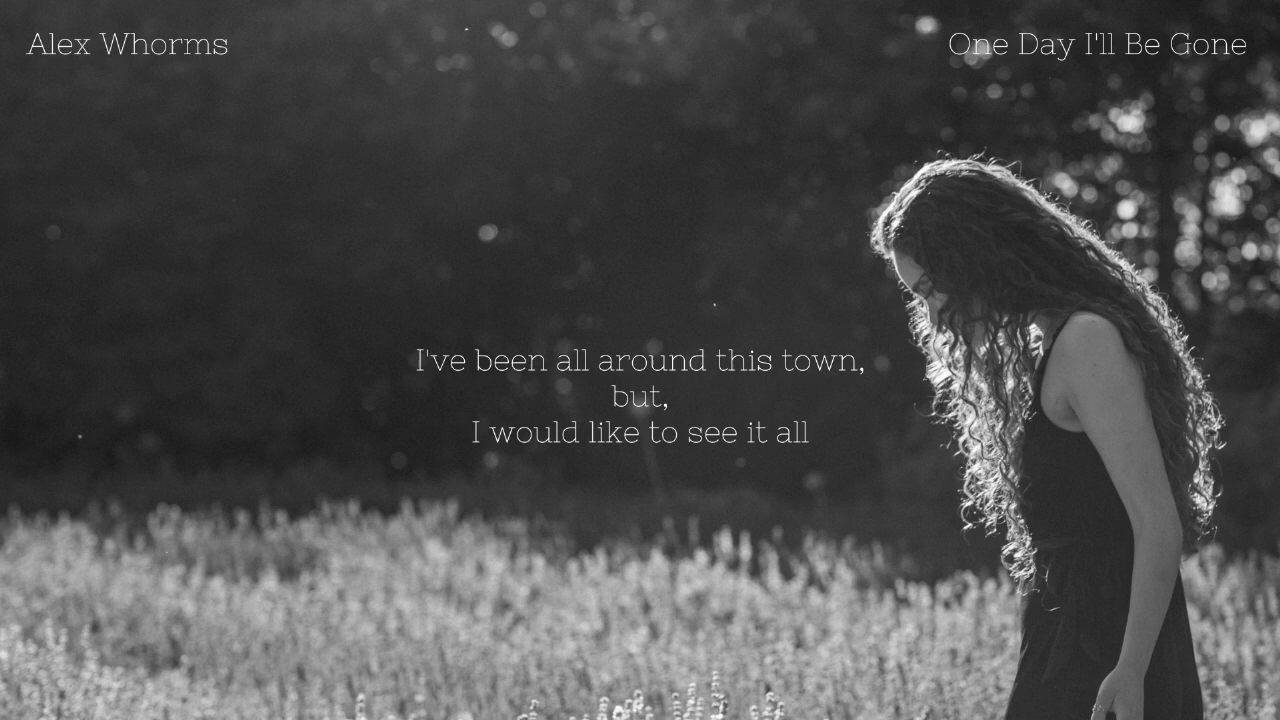 Alex Whorms
One Day I'll Be Gone
I've been all around this town,
but,
I would like to see it all